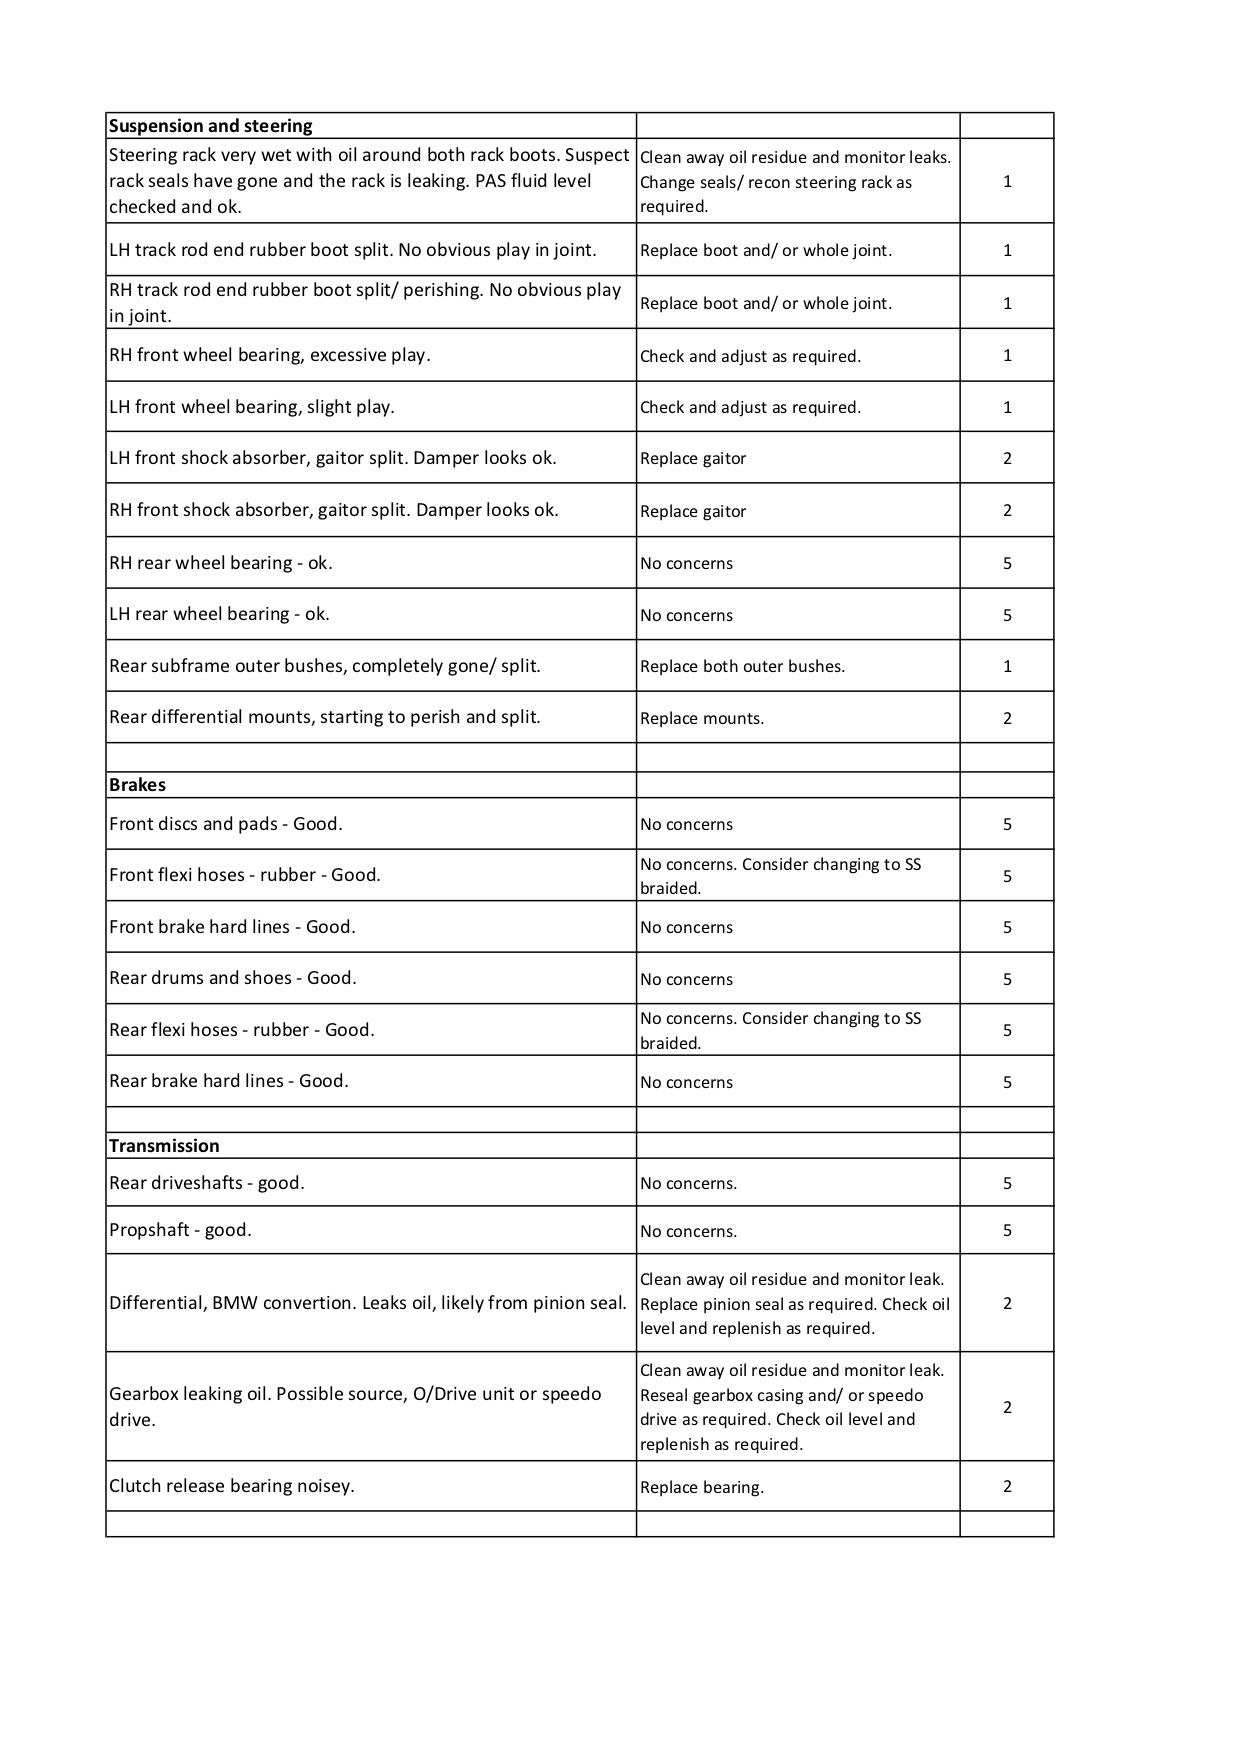 Suspension and steering
Steering rack very wet with oil around both rack boots. Suspect
rack seals have gone and the rack is leaking. PAS fluid level
checked and ok.
Clean away oil residue and monitor leaks.
Change seals/ recon steering rack as
required.
1
LH track rod end rubber boot split. No obvious play in joint.
Replace boot and/ or whole joint.
1
RH track rod end rubber boot split/ perishing. No obvious play
in joint.
Replace boot and/ or whole joint.
1
RH front wheel bearing, excessive play.
Check and adjust as required.
1
LH front wheel bearing, slight play.
Check and adjust as required.
1
LH front shock absorber, gaitor split. Damper looks ok.
Replace gaitor
2
RH front shock absorber, gaitor split. Damper looks ok.
Replace gaitor
2
RH rear wheel bearing - ok.
No concerns
5
LH rear wheel bearing - ok.
No concerns
5
Rear subframe outer bushes, completely gone/ split.
Replace both outer bushes.
1
Rear differential mounts, starting to perish and split.
Replace mounts.
2
Brakes
Front discs and pads - Good.
No concerns
5
Front flexi hoses - rubber - Good.
No concerns. Consider changing to SS
braided.
5
Front brake hard lines - Good.
No concerns
5
Rear drums and shoes - Good.
No concerns
5
Rear flexi hoses - rubber - Good.
No concerns. Consider changing to SS
braided.
5
Rear brake hard lines - Good.
No concerns
5
Transmission
Rear driveshafts - good.
No concerns.
5
Propshaft - good.
No concerns.
5
Differential, BMW convertion. Leaks oil, likely from pinion seal.
Clean away oil residue and monitor leak.
Replace pinion seal as required. Check oil
level and replenish as required.
2
Gearbox leaking oil. Possible source, O/Drive unit or speedo
drive.
Clean away oil residue and monitor leak.
Reseal gearbox casing and/ or speedo
drive as required. Check oil level and
replenish as required.
2
Clutch release bearing noisey.
Replace bearing.
2